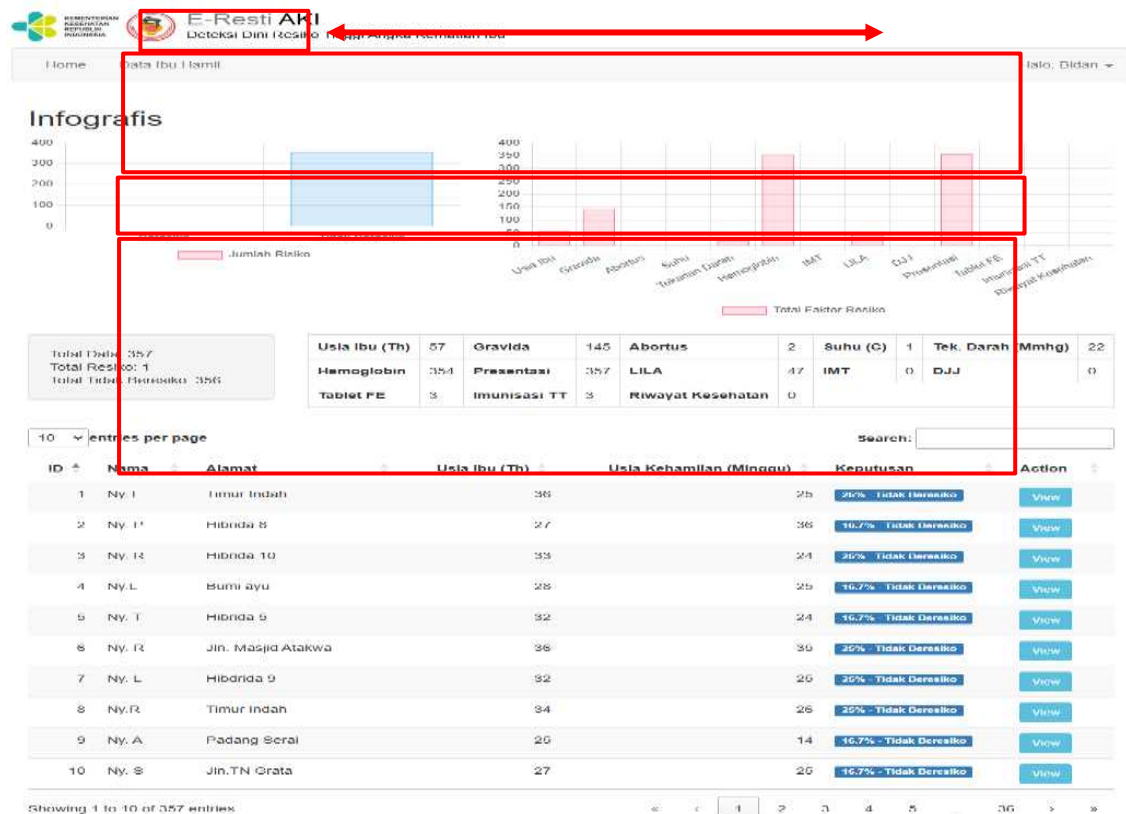 KEMENTERIAN
KESEHATAN
REPUBLIK
INDONESIA
E-Resti AKI
Deteksi Dini Resiko Tinggi Angka Kematian Ibu
Home Data Ibu Hamil Halo, Bidan
Infografis
400
300
200
100
0
Jumlah Risiko
400
350
300
250
200
150
100
50
0
Usia Ibu Gravida Abortus Suhu Tekanan Darah Hemoglobin IMT LILA DJJ Presentasi Tablet FE Imunisasi TT Riwayat Kesehatan
Total Faktor Resiko
Total Data: 357
Total Resiko: 1
Total Tidak Beresiko: 356
Usia Ibu (Th) 57 Gravida 145 Abortus 2 Suhu (C) 1 Tek. Darah (Mmhg) 22
Hemoglobin 354 Presentasi 357 LILA 47 IMT 0 DJJ 0
Tablet FE 3 Imunisasi TT 3 Riwayat Kesehatan 0
10 entries per page Search:
ID Nama Alamat Usia Ibu (Th) Usia Kehamilan (Minggu) Keputusan Action
1 Ny. Timur Indah 36 25 25% - Tidak Beresiko View
2 Ny. P Hibrida 8 27 36 16.7% - Tidak Beresiko View
3 Ny. R Hibrida 10 33 24 25% - Tidak Beresiko View
4 Ny.L Bumi ayu 28 25 16.7% - Tidak Beresiko View
5 Ny. T Hibrida 5 32 24 16.7% - Tidak Beresiko View
6 Ny. R Jln. Masjid Atakwa 36 35 25% - Tidak Beresiko View
7 Ny. L Hibdrida 9 32 25 25% - Tidak Beresiko View
8 Ny.R Timur indah 34 26 25% - Tidak Beresiko View
9 Ny. A Padang Serai 25 14 16.7% - Tidak Beresiko View
10 Ny. S Jln.TN Grata 27 25 16.7% - Tidak Beresiko View
Showing 1 to 10 of 357 entries « ‹ 1 2 3 4 5 … 36 › »